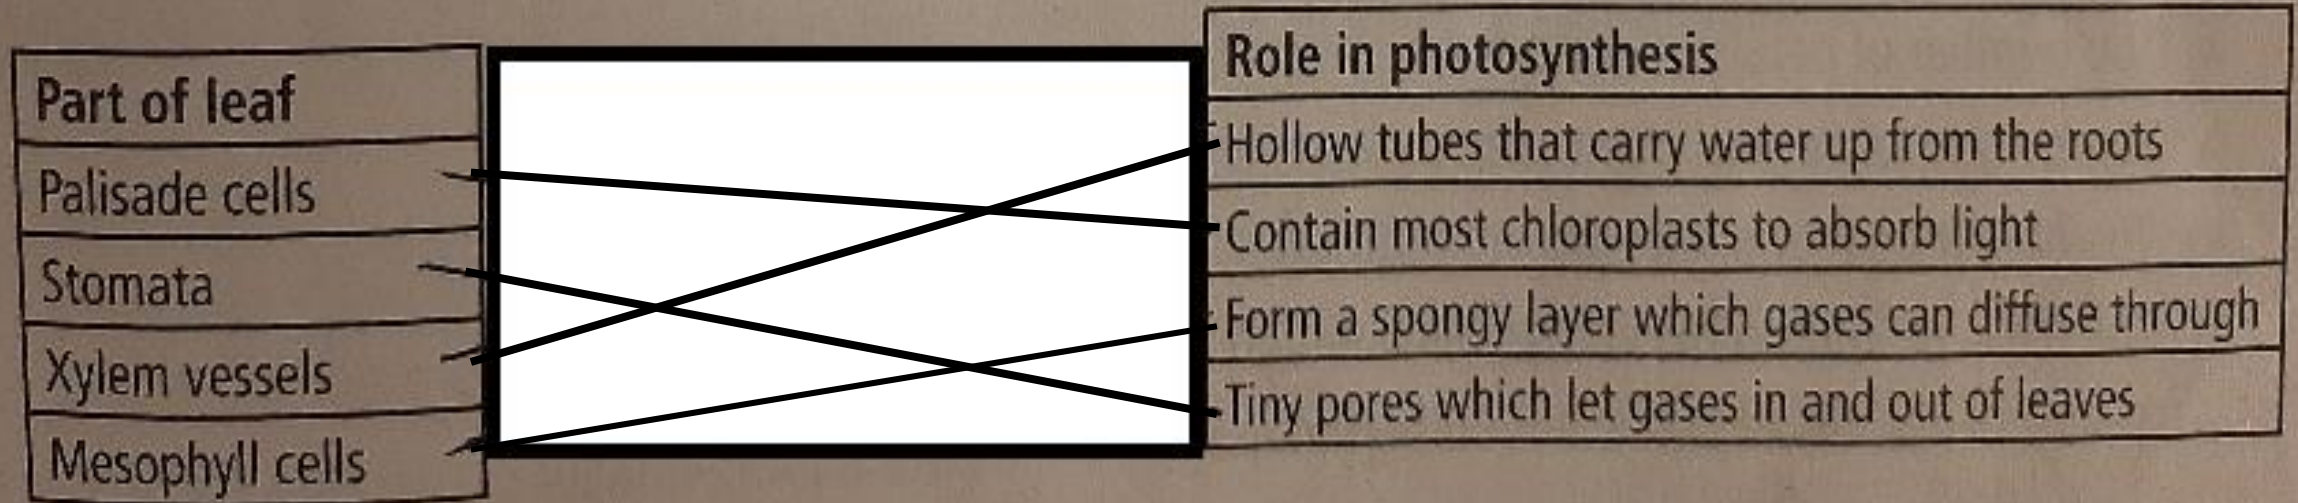 Part of leaf
Palisade cells
Stomata
Xylem vessels
Mesophyll cells
Role in photosynthesis
Hollow tubes that carry water up from the roots
Contain most chloroplasts to absorb light
Form a spongy layer which gases can diffuse through
Tiny pores which let gases in and out of leaves